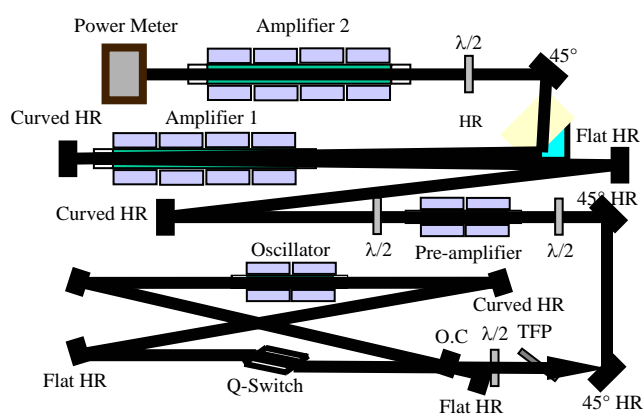 Power Meter
Amplifier 2
λ/2
45°
Curved HR
Amplifier 1
HR
Flat HR
Curved HR
λ/2
Pre-amplifier
λ/2
45° HR
Oscillator
Curved HR
Flat HR
Q-Switch
O.C
λ/2
TFP
Flat HR
45° HR